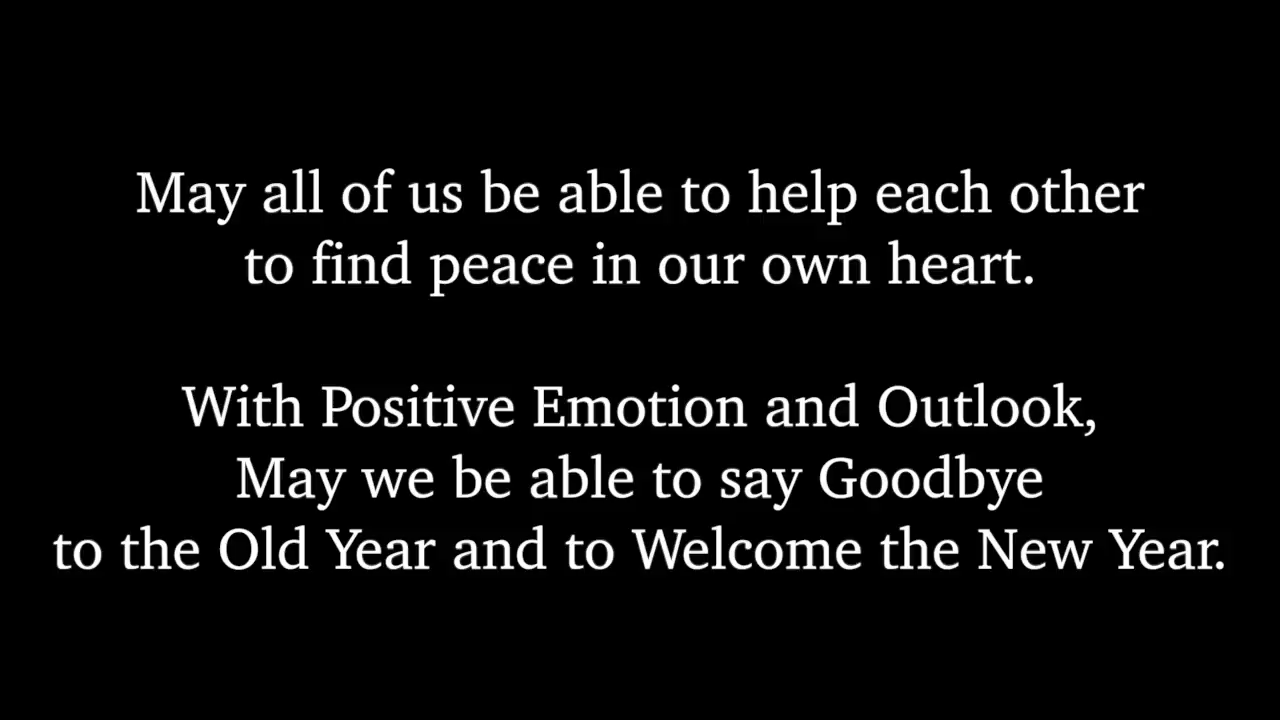 May all of us be able to help each other
to find peace in our own heart.
With Positive Emotion and Outlook,
May we be able to say Goodbye
to the Old Year and to Welcome the New Year.